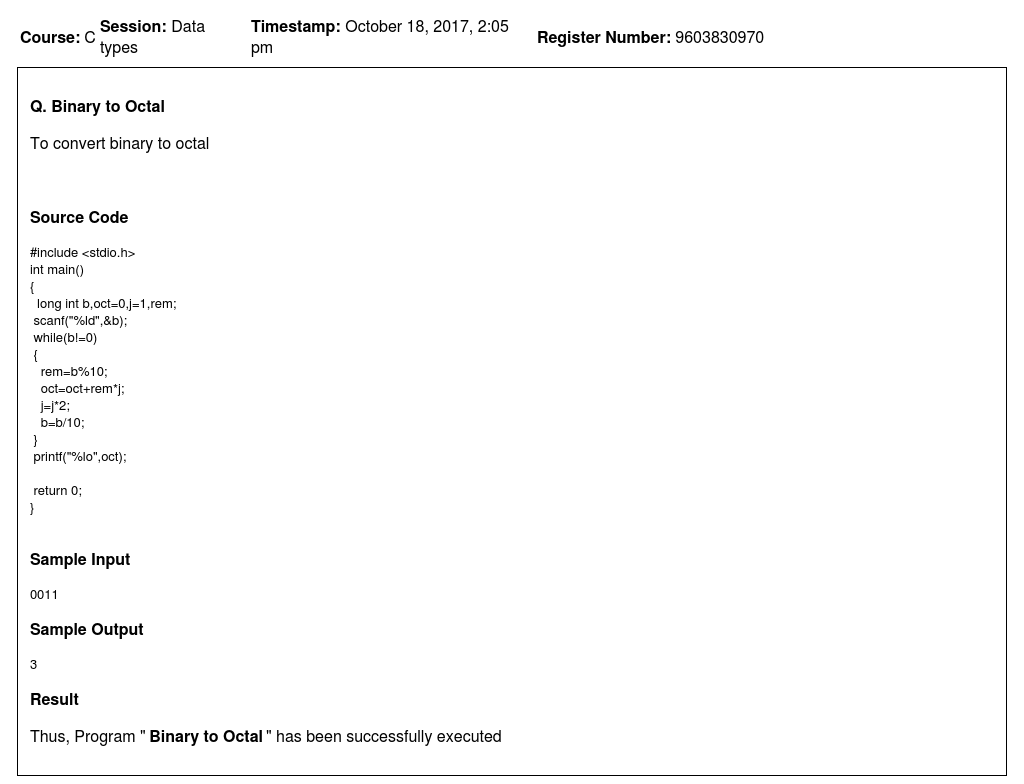 Course: C Session: Data types Timestamp: October 18, 2017, 2:05 pm Register Number: 9603830970
Q. Binary to Octal
To convert binary to octal
Source Code
#include <stdio.h>
int main()
{
  long int b,oct=0,j=1,rem;
 scanf("%ld",&b);
 while(b!=0)
 {
   rem=b%10;
   oct=oct+rem*j;
   j=j*2;
   b=b/10;
 }
 printf("%lo",oct);
 return 0;
}
Sample Input
0011
Sample Output
3
Result
Thus, Program " Binary to Octal " has been successfully executed